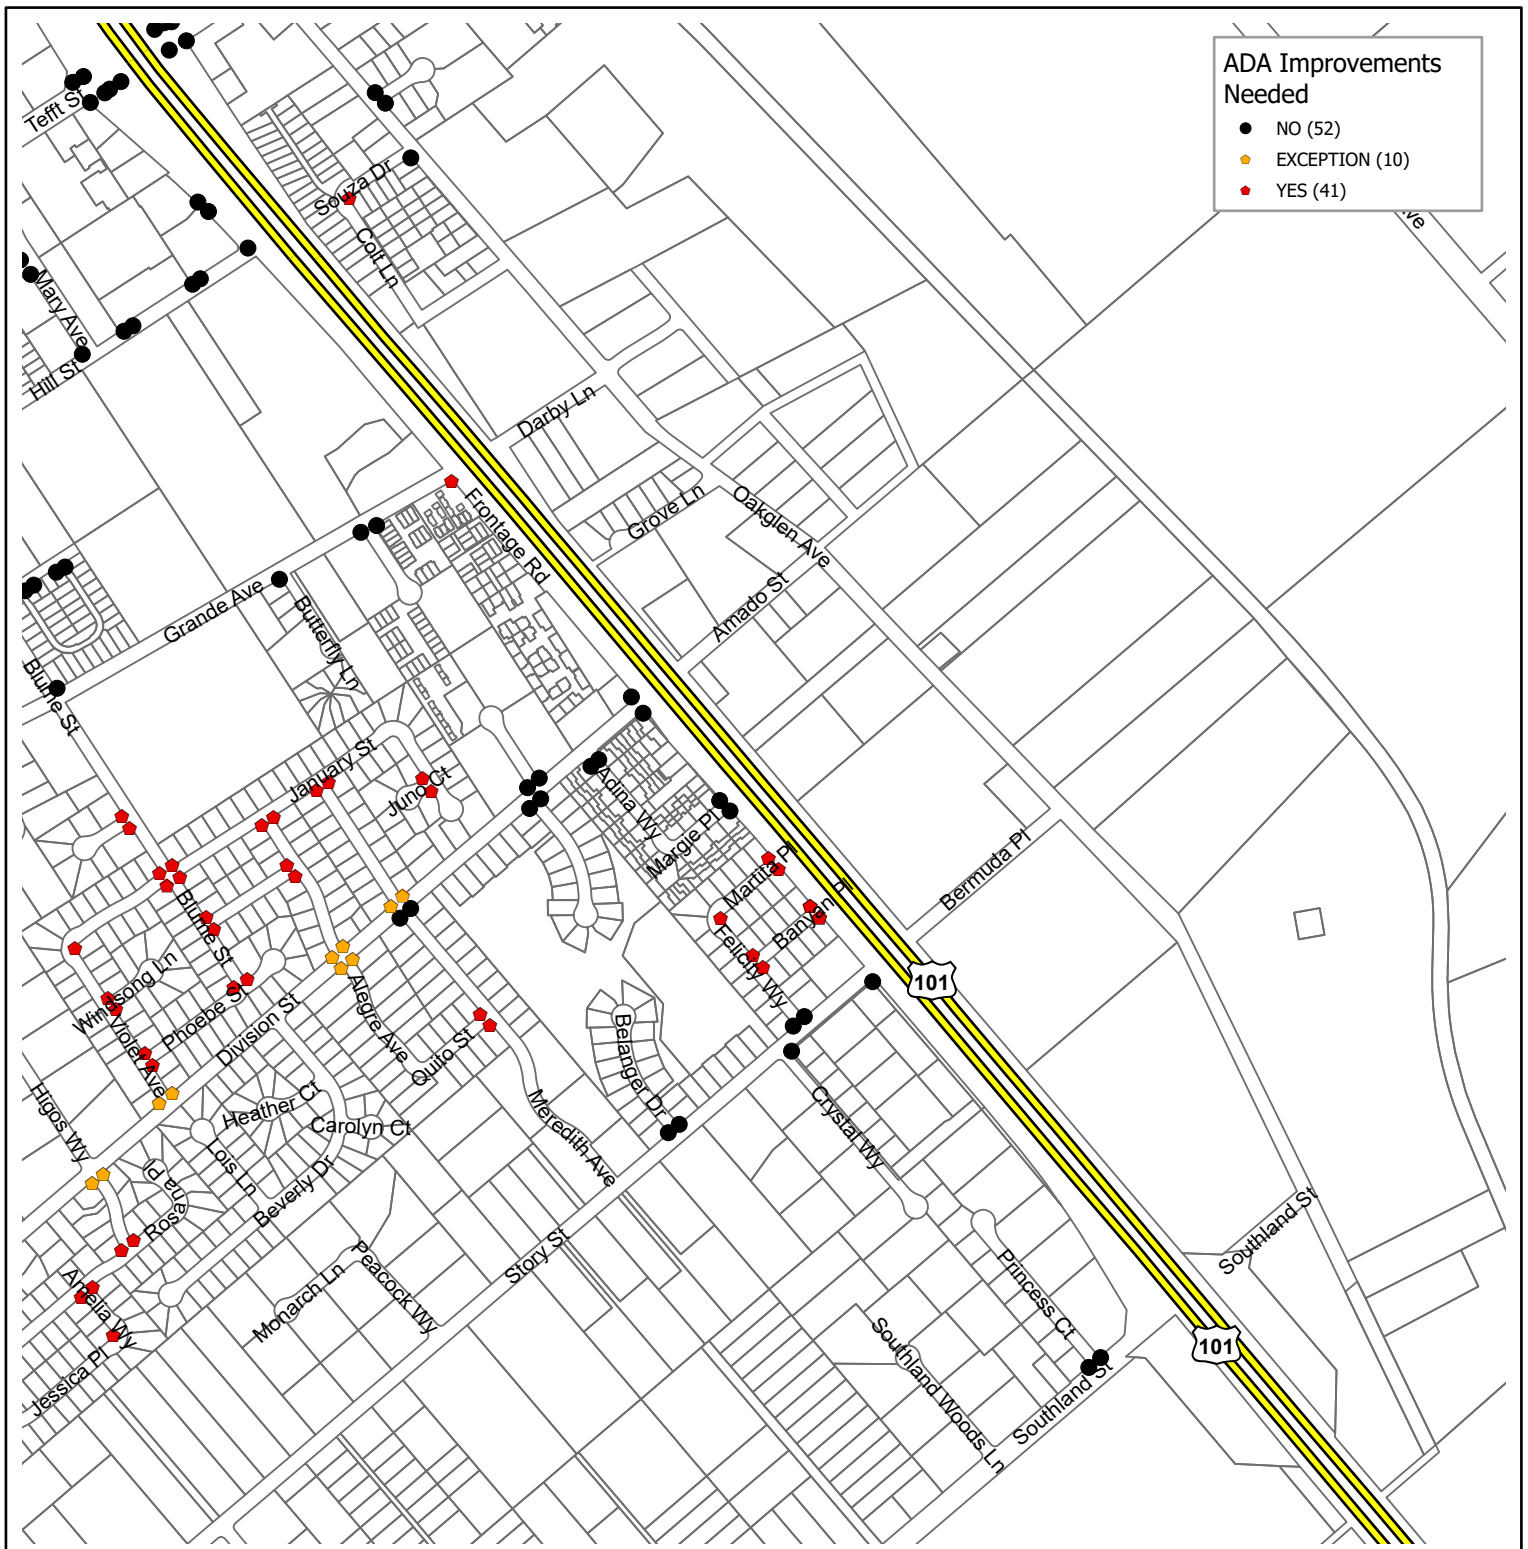 ADA Improvements
Needed
NO (52)
EXCEPTION (10)
YES (41)
Tefft St
Souza Dr
Colt Ln
Mary Ave
Hill St
Darby Ln
Frontage Rd
Grove Ln
Oakglen Ave
Amado St
Grande Ave
Butterfly Ln
Blume St
January St
Juno Ct
Adina Wy
Margie Pl
Martita Pl
Banyan Pl
Bermuda Pl
Felicity Wy
101
Blume St
Windsong Ln
Phoebe St
Violet Ave
Division St
Alegre Ave
Quito St
Belanger Dr
Meredith Ave
Crystal Wy
Higos Wy
Heather Ct
Carolyn Ct
Lois Ln
Beverly Dr
Rosa
ana Pl
Story St
Southland St
Princess Ct
Amelia Wy
Monarch Ln
Peacock Wy
101
Jessica Pl
Southland Woods Ln
Southland St